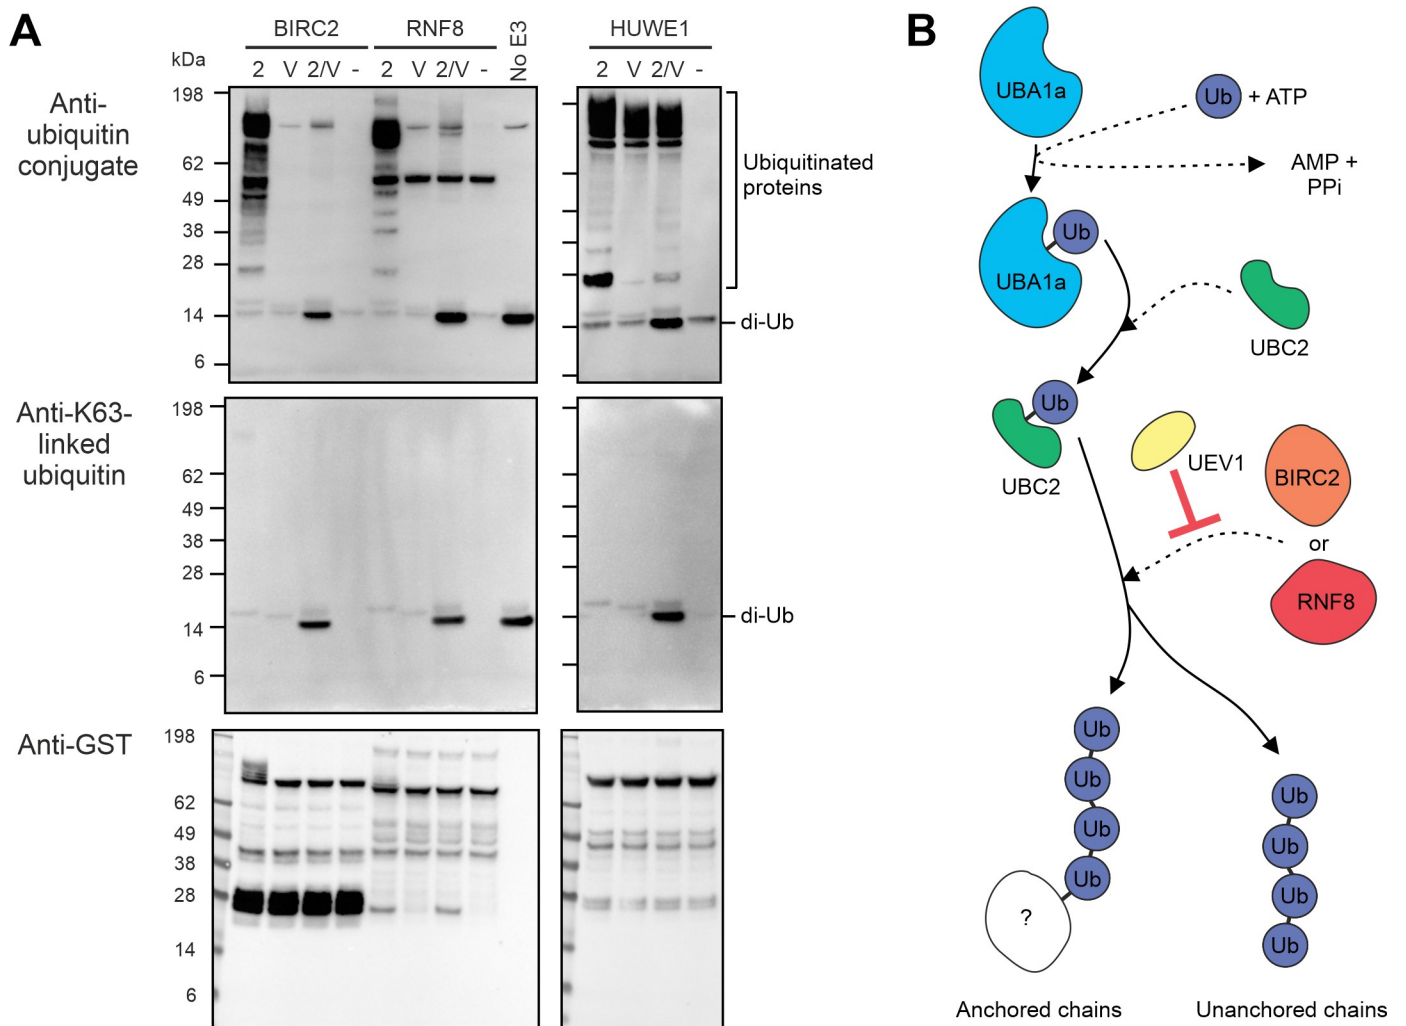 A
BIRC2 RNF8 No E3 HUWE1
kDa
2 V 2/V - 2 V 2/V - 2 V 2/V -
Anti-
ubiquitin
conjugate
198
62
49
38
28
14
6
Ubiquitinated
proteins
di-Ub
Anti-K63-
linked
ubiquitin
198
62
49
38
28
14
6
di-Ub
Anti-GST
198
62
49
38
28
14
6
B
UBA1a
Ub + ATP
AMP +
PPi
Ub
UBA1a
UBC2
Ub
UBC2
UEV1
BIRC2
or
RNF8
Ub
Ub
Ub
Ub
?
Ub
Ub
Ub
Ub
Anchored chains
Unanchored chains